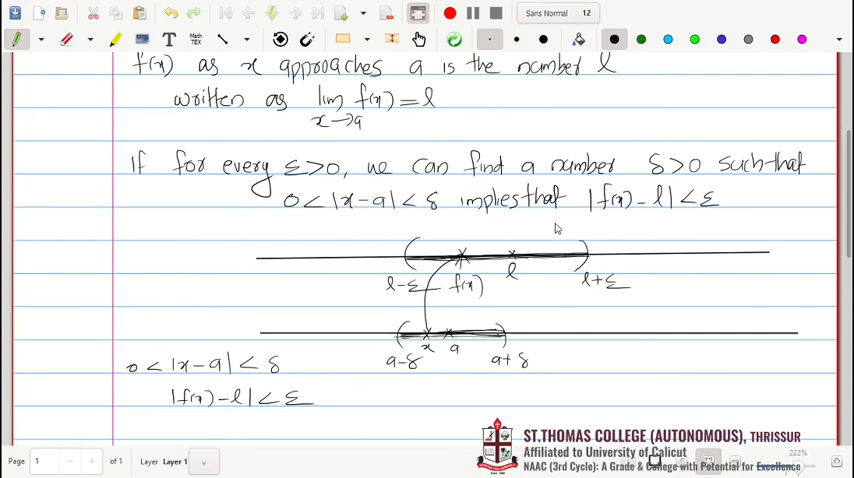 Sans Normal 12
f(x) as x approaches a is the number l
written as lim f(x) = l
x→a
If for every ε>0, we can find a number δ>0 such that
0 < |x-a| < δ implies that |f(x) - l| < ε
l-ε f(x) l l+ε
a-δ x a a+δ
0 < |x-a| < δ
|f(x) - l| < ε
ST.THOMAS COLLEGE (AUTONOMOUS), THRISSUR
Affiliated to University of Calicut
NAAC (3rd Cycle): A Grade & College with Potential for Excellence
Page 1 of 1 Layer Layer 1 222%